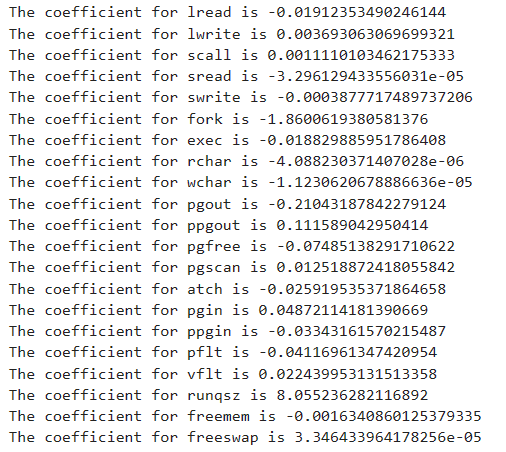 The coefficient for lread is -0.01912353490246144
The coefficient for lwrite is 0.003693063069699321
The coefficient for scall is 0.0011110103462175333
The coefficient for sread is -3.296129433556031e-05
The coefficient for swrite is -0.0003877717489737206
The coefficient for fork is -1.8600619380581376
The coefficient for exec is -0.018829885951786408
The coefficient for rchar is -4.088230371407028e-06
The coefficient for wchar is -1.1230620678886636e-05
The coefficient for pgout is -0.21043187842279124
The coefficient for ppgout is 0.111589042950414
The coefficient for pgfree is -0.07485138291710622
The coefficient for pgscan is 0.012518872418055842
The coefficient for atch is -0.025919535371864658
The coefficient for pgin is 0.04872114181390669
The coefficient for ppgin is -0.03343161570215487
The coefficient for pflt is -0.04116961347420954
The coefficient for vflt is 0.022439953131513358
The coefficient for runqsz is 8.055236282116892
The coefficient for freemem is -0.0016340860125379335
The coefficient for freeswap is 3.346433964178256e-05